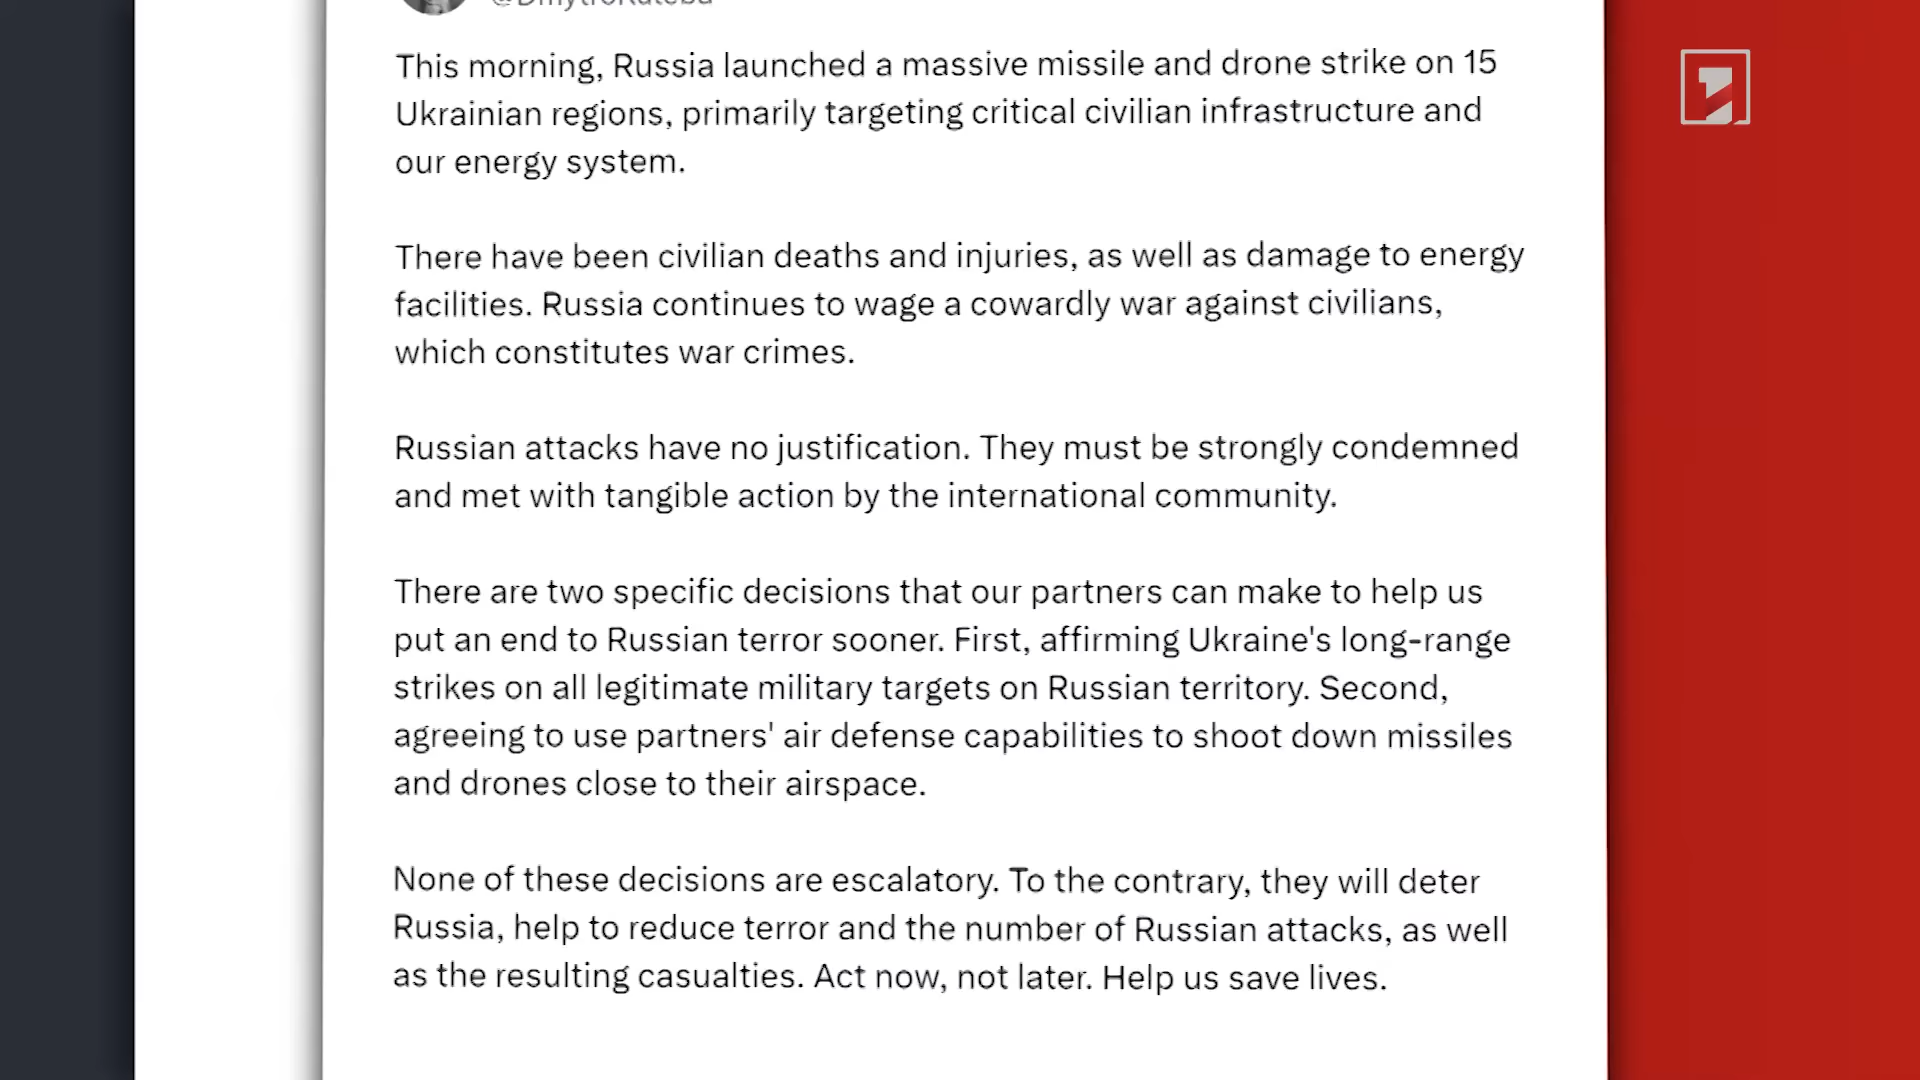 @DmytroKuleba
This morning, Russia launched a massive missile and drone strike on 15
Ukrainian regions, primarily targeting critical civilian infrastructure and
our energy system.
There have been civilian deaths and injuries, as well as damage to energy
facilities. Russia continues to wage a cowardly war against civilians,
which constitutes war crimes.
Russian attacks have no justification. They must be strongly condemned
and met with tangible action by the international community.
There are two specific decisions that our partners can make to help us
put an end to Russian terror sooner. First, affirming Ukraine's long-range
strikes on all legitimate military targets on Russian territory. Second,
agreeing to use partners' air defense capabilities to shoot down missiles
and drones close to their airspace.
None of these decisions are escalatory. To the contrary, they will deter
Russia, help to reduce terror and the number of Russian attacks, as well
as the resulting casualties. Act now, not later. Help us save lives.